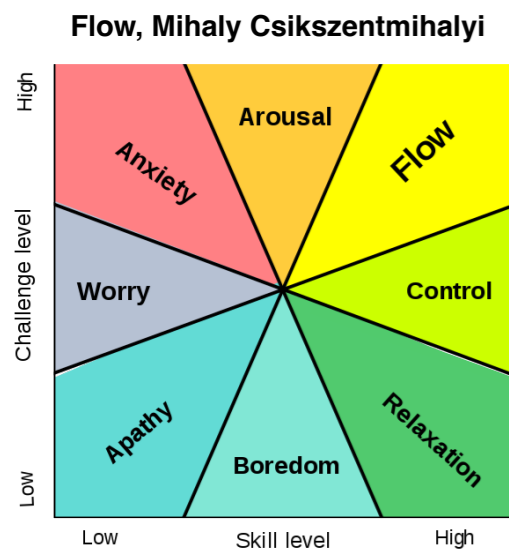 Flow, Mihaly Csikszentmihalyi
High
Challenge level
Low
Anxiety
Arousal
Flow
Worry
Control
Apathy
Boredom
Relaxation
Low
Skill level
High